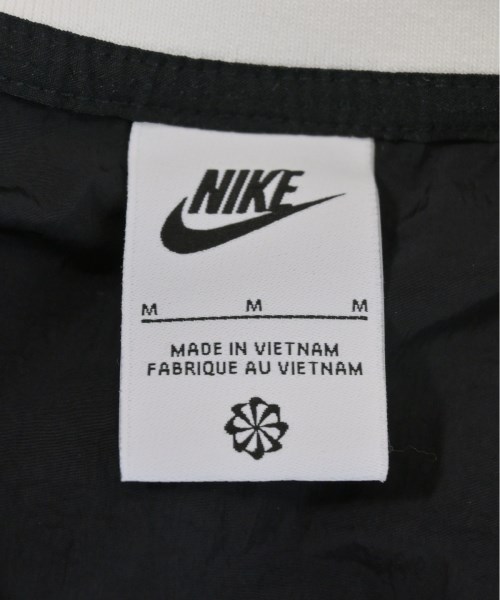 NIKE
M M M
MADE IN VIETNAM
FABRIQUE AU VIETNAM